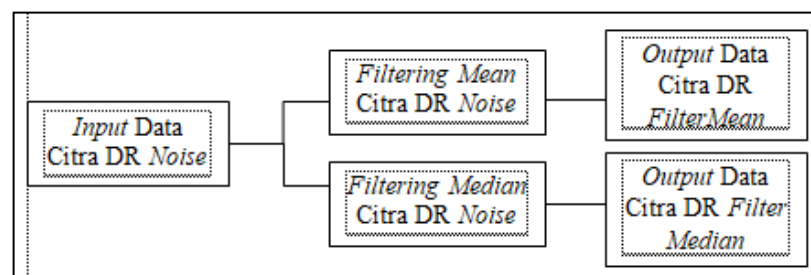 Input Data
Citra DR Noise
Filtering Mean
Citra DR Noise
Output Data
Citra DR
FilterMean
Filtering Median
Citra DR Noise
Output Data
Citra DR Filter
Median